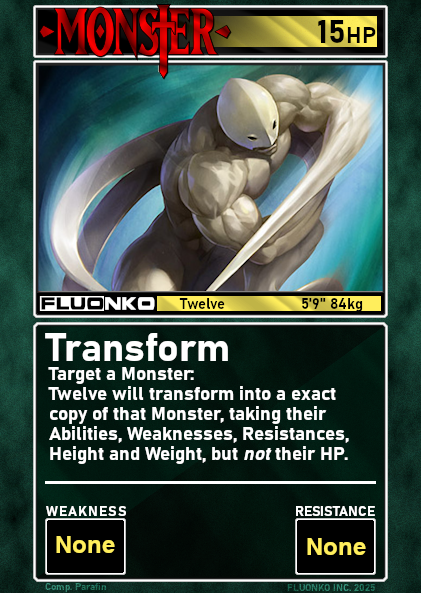 MONSTER
15HP
FLUONKO
Twelve
5'9" 84kg
Transform
Target a Monster:
Twelve will transform into a exact
copy of that Monster, taking their
Abilities, Weaknesses, Resistances,
Height and Weight, but not their HP.
WEAKNESS
RESISTANCE
None
None
Comp. Parafin
FLUONKO INC. 2025